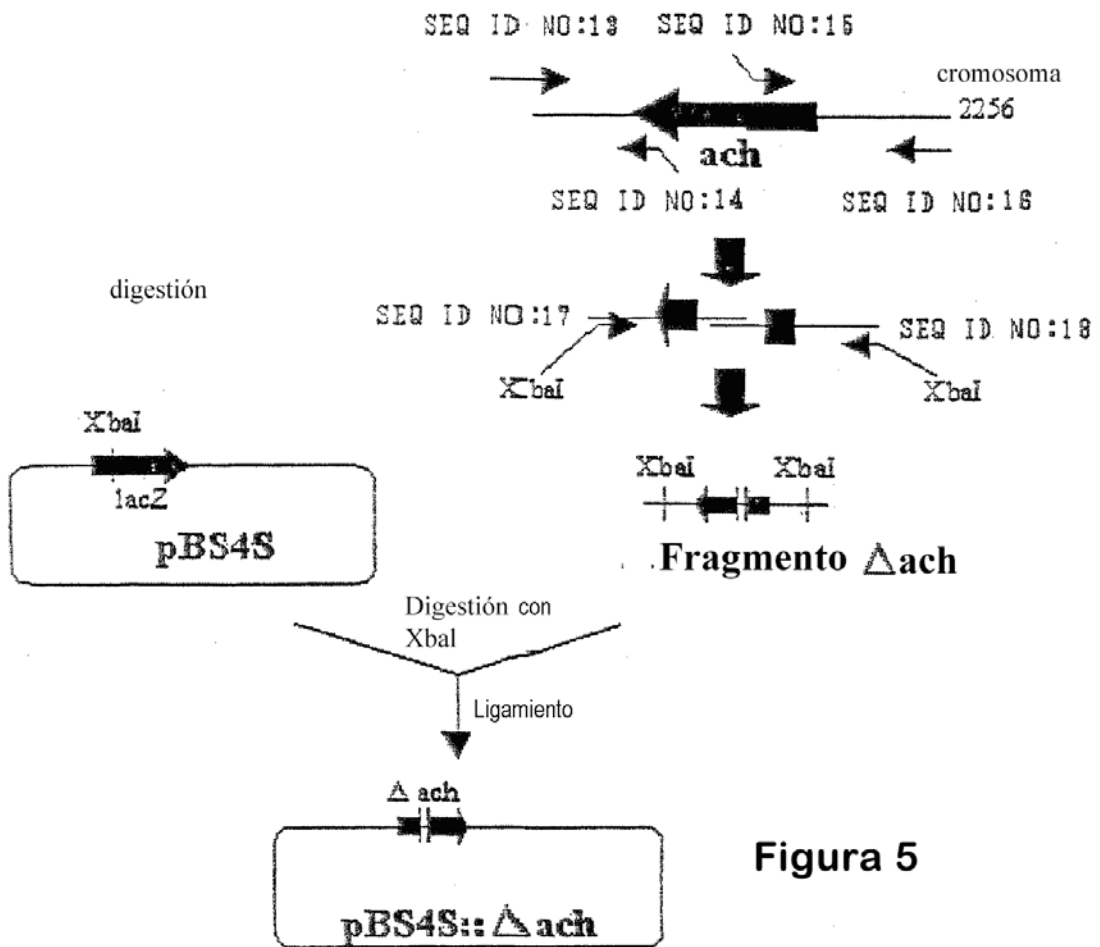 SEQ ID NO:13 SEQ ID NO:15
cromosoma
2256
ach
SEQ ID NO:14 SEQ ID NO:16
digestión
SEQ ID NO:17
SEQ ID NO:18
XbaI
XbaI
XbaI
lacZ
pBS4S
XbaI XbaI
Fragmento △ach
Digestión con
XbaI
Ligamiento
△ ach
pBS4S::△ach
Figura 5